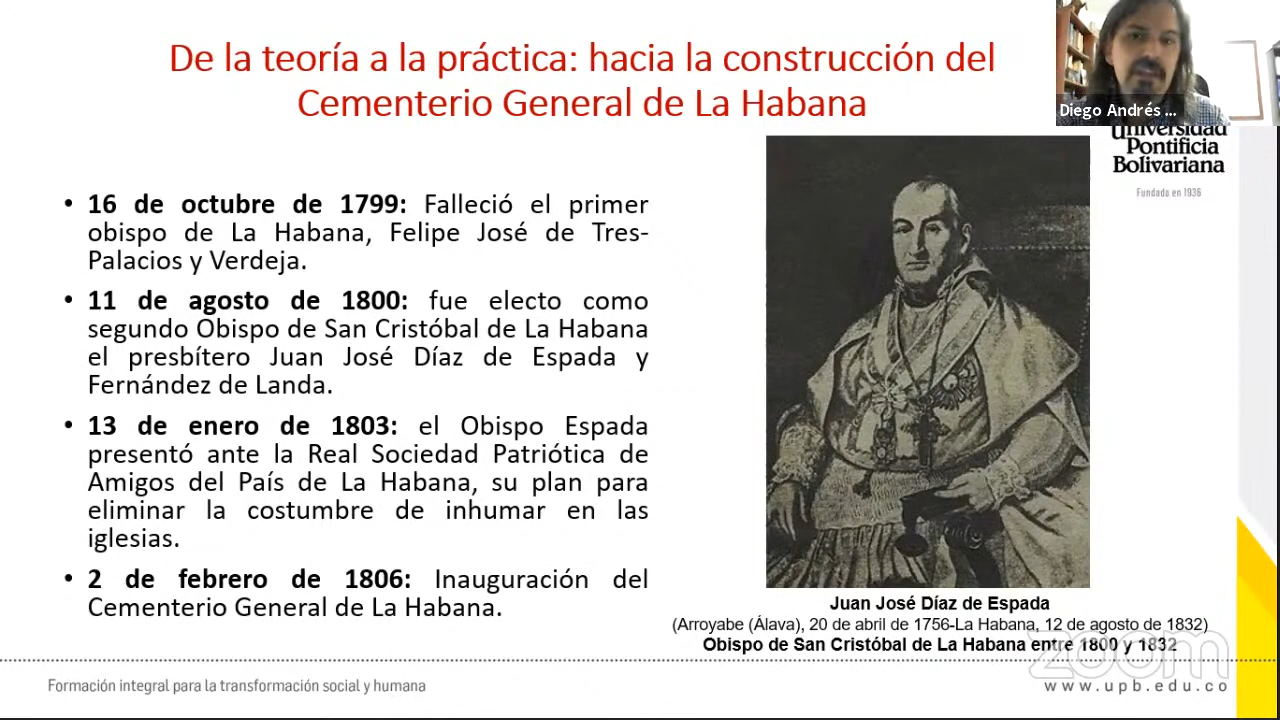 De la teoría a la práctica: hacia la construcción del
Cementerio General de La Habana
Diego Andrés ...
Universidad
Pontificia
Bolivariana
Fundada en 1936
• 16 de octubre de 1799: Falleció el primer
obispo de La Habana, Felipe José de Tres-
Palacios y Verdeja.
• 11 de agosto de 1800: fue electo como
segundo Obispo de San Cristóbal de La Habana
el presbítero Juan José Díaz de Espada y
Fernández de Landa.
• 13 de enero de 1803: el Obispo Espada
presentó ante la Real Sociedad Patriótica de
Amigos del País de La Habana, su plan para
eliminar la costumbre de inhumar en las
iglesias.
• 2 de febrero de 1806: Inauguración del
Cementerio General de La Habana.
Juan José Díaz de Espada
(Arroyabe (Álava), 20 de abril de 1756-La Habana, 12 de agosto de 1832)
Obispo de San Cristóbal de La Habana entre 1800 y 1832
zoom
Formación integral para la transformación social y humana
www.upb.edu.co